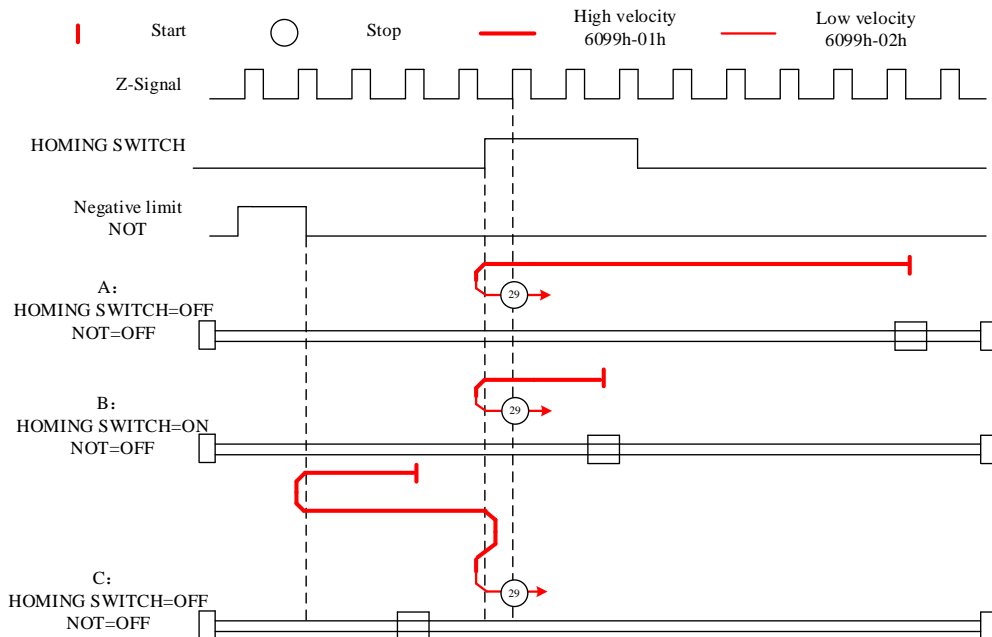 Start
Stop
High velocity
6099h-01h
Low velocity
6099h-02h
Z-Signal
HOMING SWITCH
Negative limit
NOT
A：
HOMING SWITCH=OFF
NOT=OFF
29
B：
HOMING SWITCH=ON
NOT=OFF
29
C：
HOMING SWITCH=OFF
NOT=OFF
29